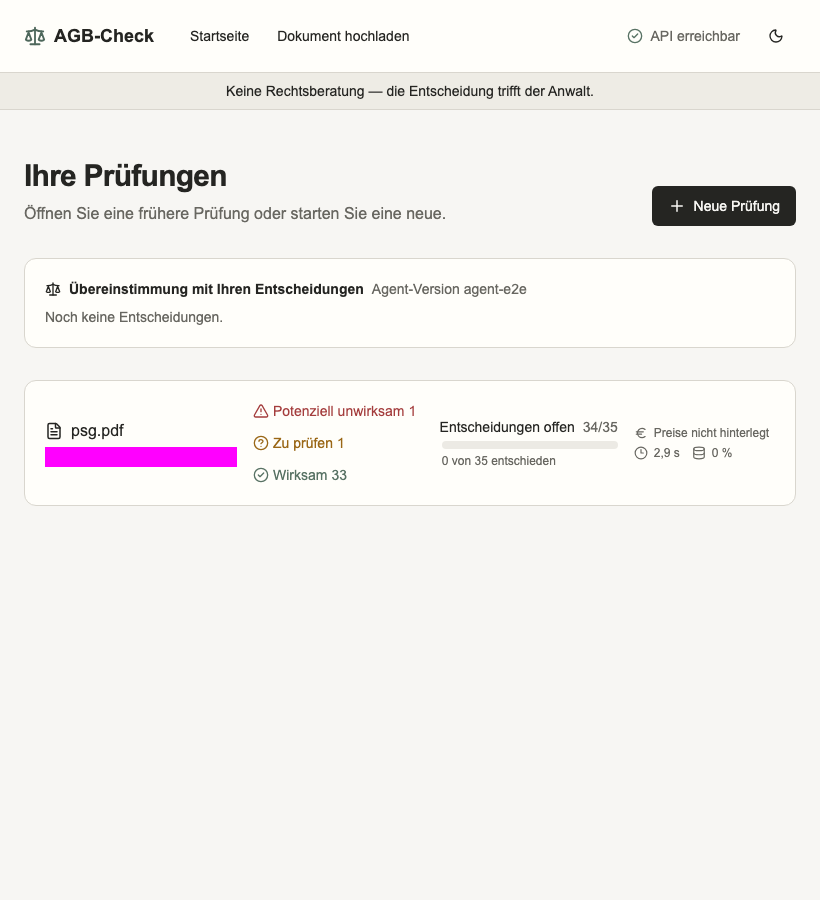 AGB-Check
Startseite
Dokument hochladen
API erreichbar
Keine Rechtsberatung — die Entscheidung trifft der Anwalt.
Ihre Prüfungen
Öffnen Sie eine frühere Prüfung oder starten Sie eine neue.
Neue Prüfung
Übereinstimmung mit Ihren Entscheidungen Agent-Version agent-e2e
Noch keine Entscheidungen.
psg.pdf
Potenziell unwirksam 1
Zu prüfen 1
Wirksam 33
Entscheidungen offen 34/35
0 von 35 entschieden
€ Preise nicht hinterlegt
2,9 s 0 %